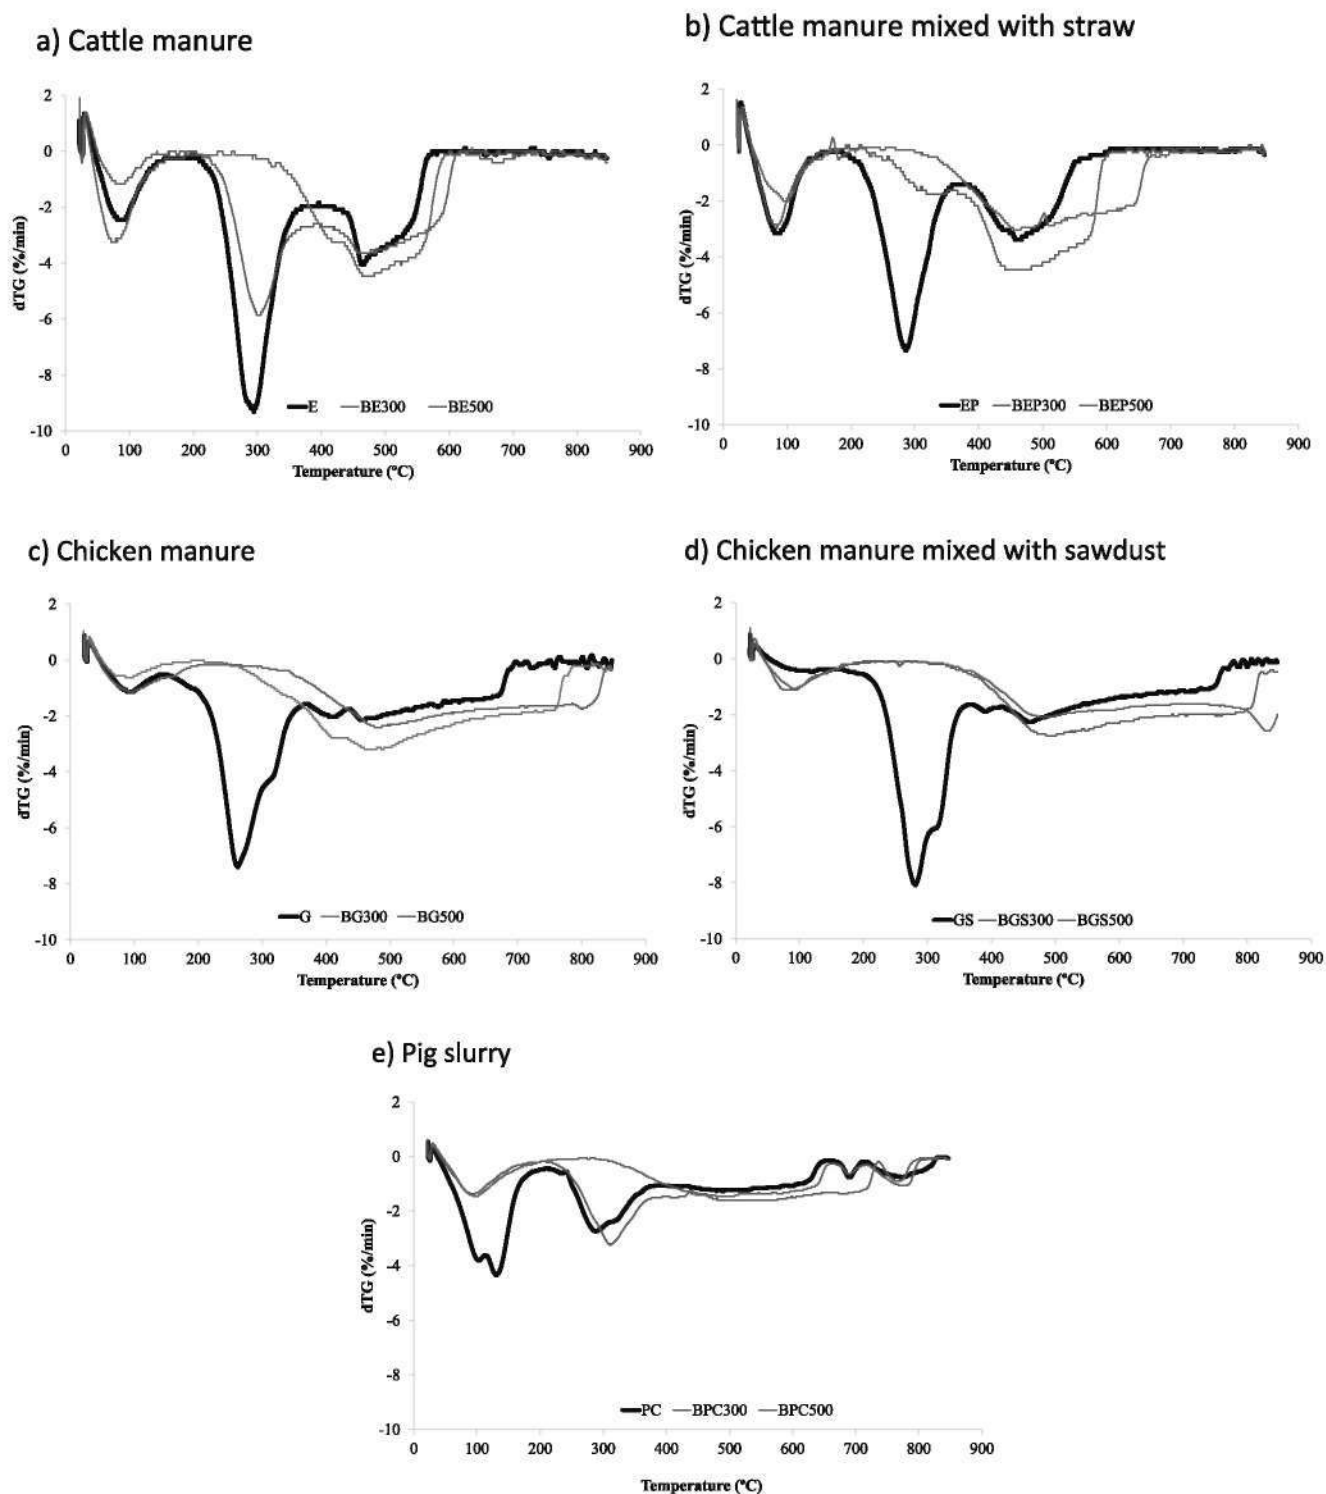 a) Cattle manure
2
0
-2
-4
-6
-8
-10
dTG (%/min)
E BE300 BE500
0 100 200 300 400 500 600 700 800 900
Temperature (ºC)
b) Cattle manure mixed with straw
2
0
-2
-4
-6
-8
-10
dTG (%/min)
EP BEP300 BEP500
0 100 200 300 400 500 600 700 800 900
Temperature (ºC)
c) Chicken manure
2
0
-2
-4
-6
-8
-10
dTG (%/min)
G BG300 BG500
0 100 200 300 400 500 600 700 800 900
Temperature (ºC)
d) Chicken manure mixed with sawdust
2
0
-2
-4
-6
-8
-10
dTG (%/min)
GS BGS300 BGS500
0 100 200 300 400 500 600 700 800 900
Temperature (ºC)
e) Pig slurry
2
0
-2
-4
-6
-8
-10
dTG (%/min)
PC BPC300 BPC500
0 100 200 300 400 500 600 700 800 900
Temperature (ºC)